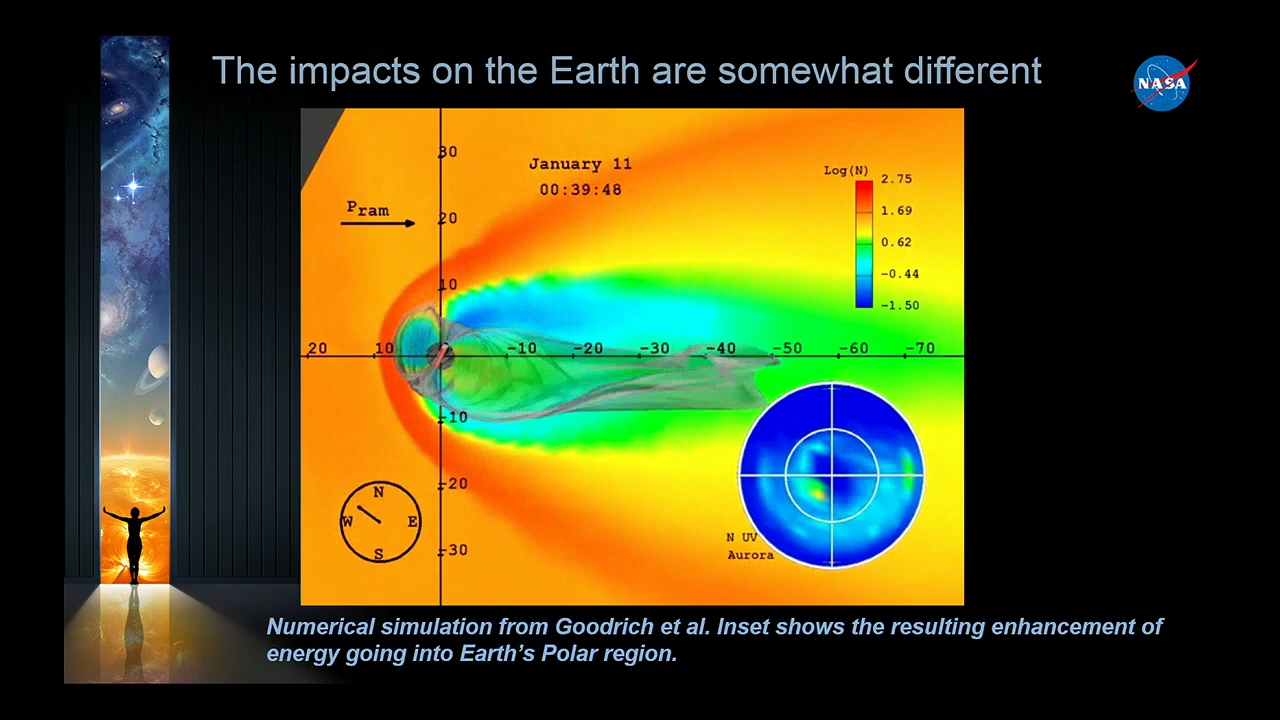 The impacts on the Earth are somewhat different
NASA
January 11
00:39:48
Pram
Log(N)
2.75
1.69
0.62
-0.44
-1.50
30
20
10
20 10 0 -10 -20 -30 -40 -50 -60 -70
-10
-20
-30
N
W E
S
N UV
Aurora
Numerical simulation from Goodrich et al. Inset shows the resulting enhancement of
energy going into Earth's Polar region.